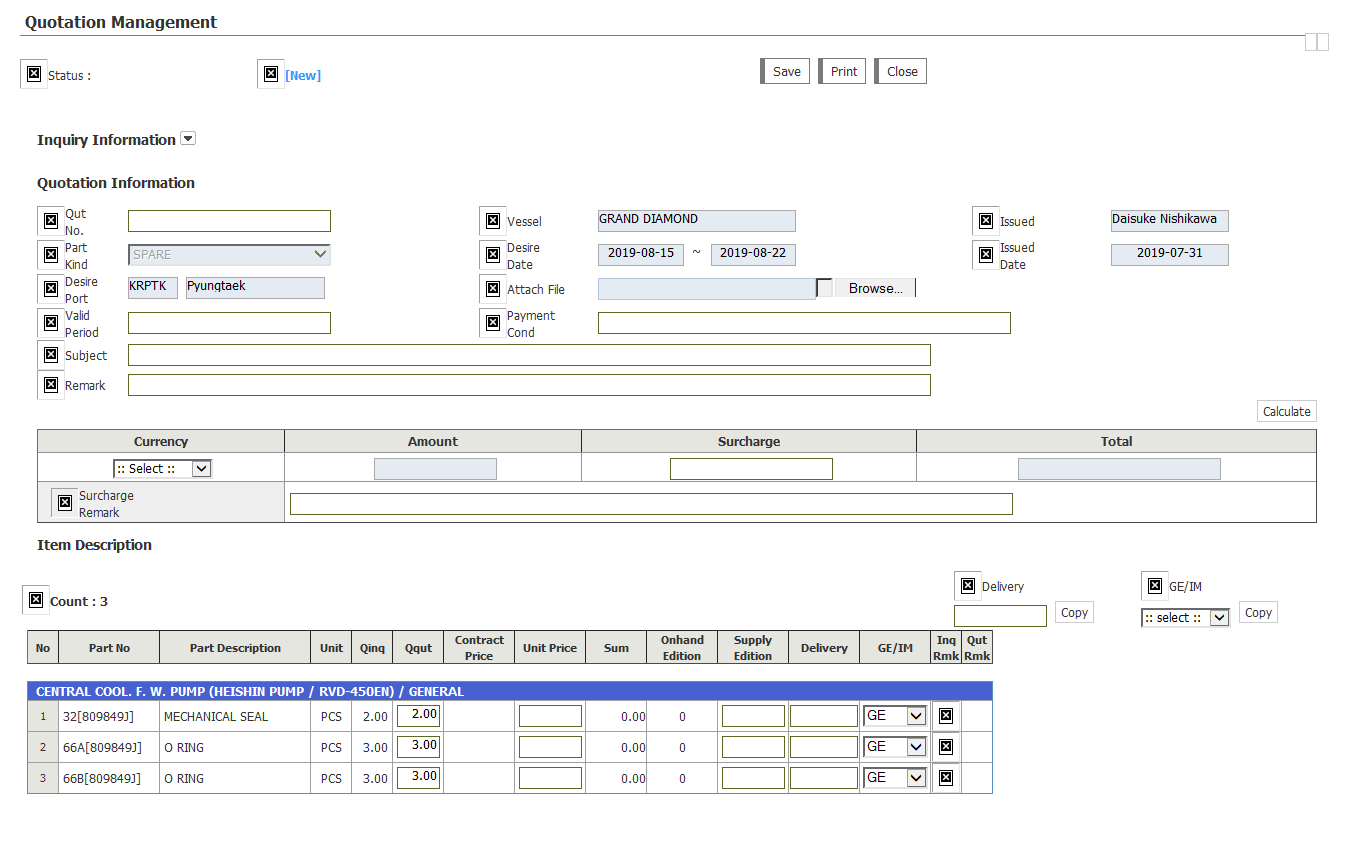 Quotation Management
Status :
[New]
Save
Print
Close
Inquiry Information
Quotation Information
Qut No.
Vessel
GRAND DIAMOND
Issued
Daisuke Nishikawa
Part Kind
SPARE
Desire Date
2019-08-15 ~ 2019-08-22
Issued Date
2019-07-31
Desire Port
KRPTK
Pyungtaek
Attach File
Browse...
Valid Period
Payment Cond
Subject
Remark
Calculate
Currency Amount Surcharge Total
:: Select ::
Surcharge Remark
Item Description
Count : 3
Delivery
Copy
GE/IM
:: select ::
Copy
No Part No Part Description Unit Qinq Qqut Contract Price Unit Price Sum Onhand Edition Supply Edition Delivery GE/IM Inq Rmk Qut Rmk
CENTRAL COOL. F. W. PUMP (HEISHIN PUMP / RVD-450EN) / GENERAL
1 32[809849J] MECHANICAL SEAL PCS 2.00 2.00 0.00 0 GE
2 66A[809849J] O RING PCS 3.00 3.00 0.00 0 GE
3 66B[809849J] O RING PCS 3.00 3.00 0.00 0 GE